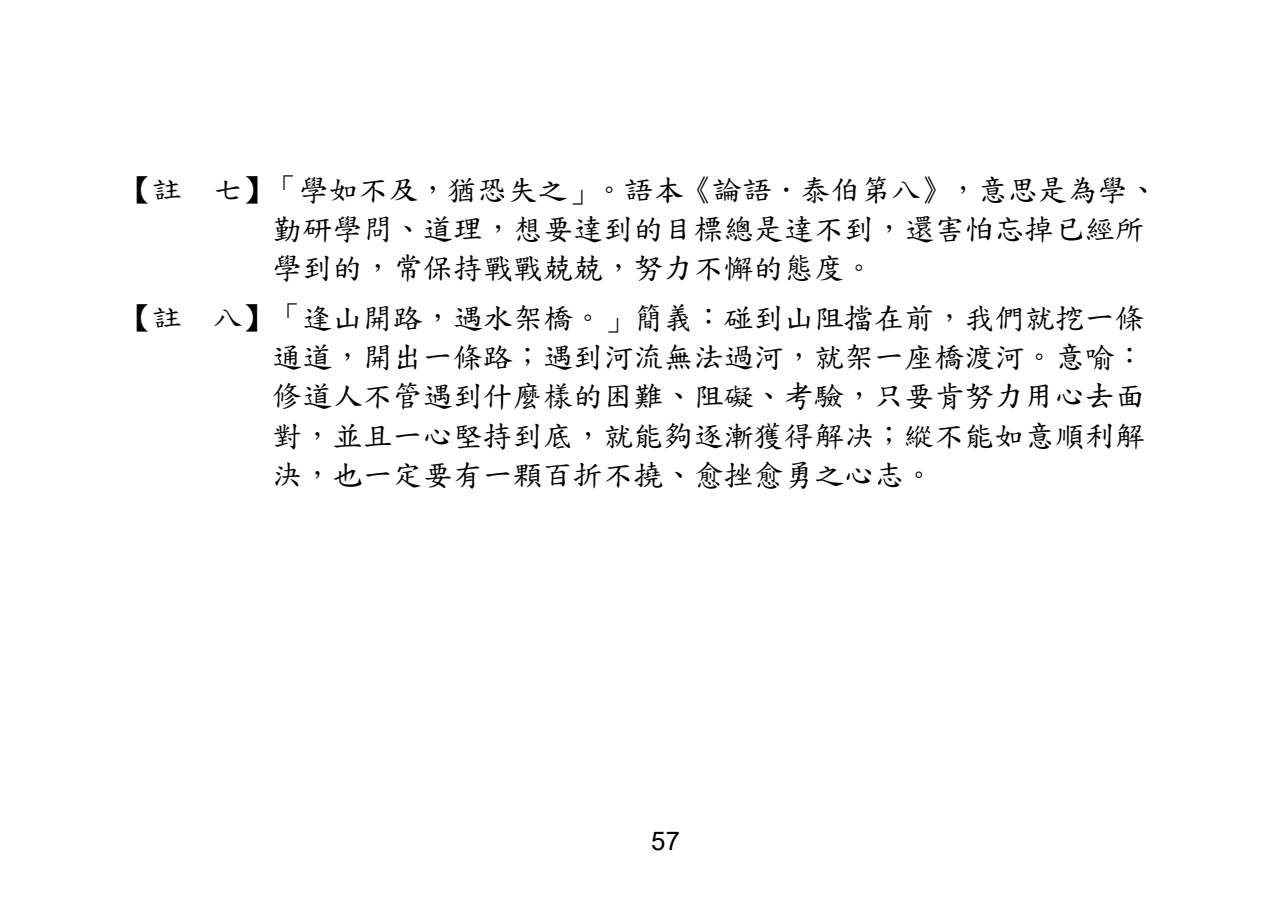 【註　七】「學如不及，猶恐失之」。語本《論語．泰伯第八》，意思是為學、
勤研學問、道理，想要達到的目標總是達不到，還害怕忘掉已經所
學到的，常保持戰戰兢兢，努力不懈的態度。
【註　八】「逢山開路，遇水架橋。」簡義：碰到山阻擋在前，我們就挖一條
通道，開出一條路；遇到河流無法過河，就架一座橋渡河。意喻：
修道人不管遇到什麼樣的困難、阻礙、考驗，只要肯努力用心去面
對，並且一心堅持到底，就能夠逐漸獲得解決；縱不能如意順利解
決，也一定要有一顆百折不撓、愈挫愈勇之心志。
57